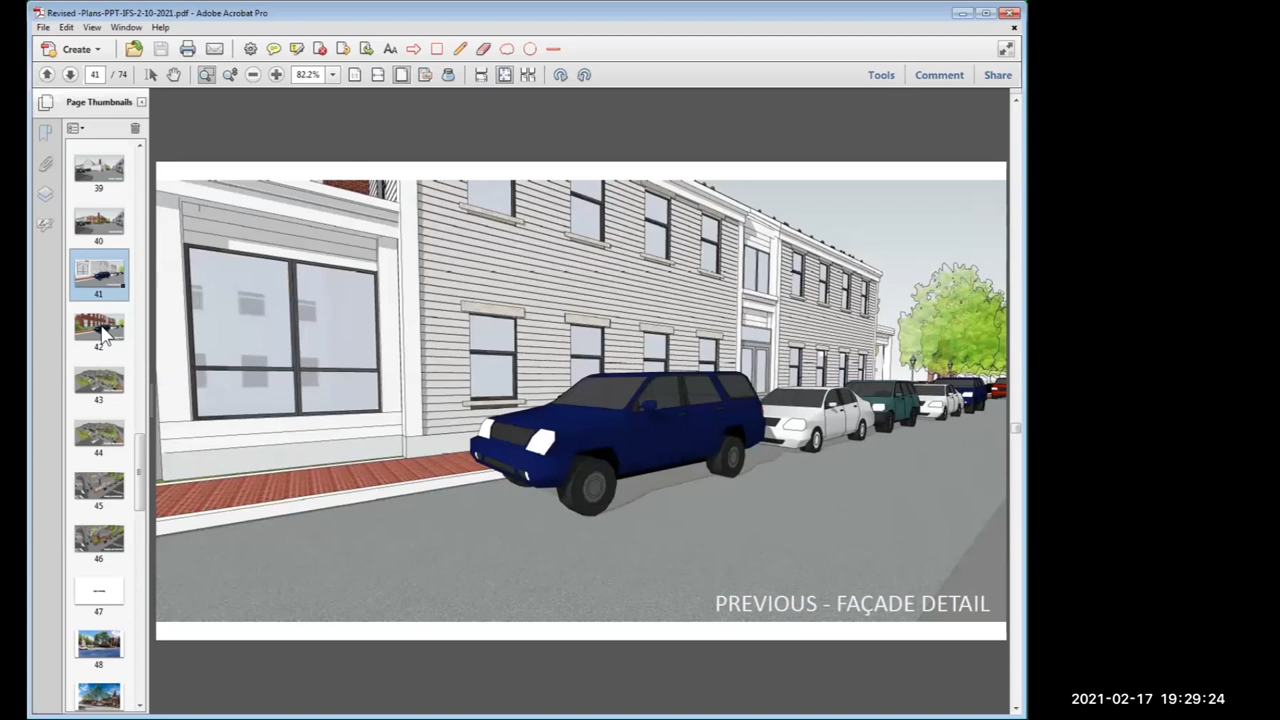 Revised -Plans-PPT-IFS-2-10-2021.pdf - Adobe Acrobat Pro
File Edit View Window Help
Create
41 / 74 82.2% Tools Comment Share
Page Thumbnails
39
40
41
42
43
44
45
46
47
48
PREVIOUS - FAÇADE DETAIL
2021-02-17 19:29:24